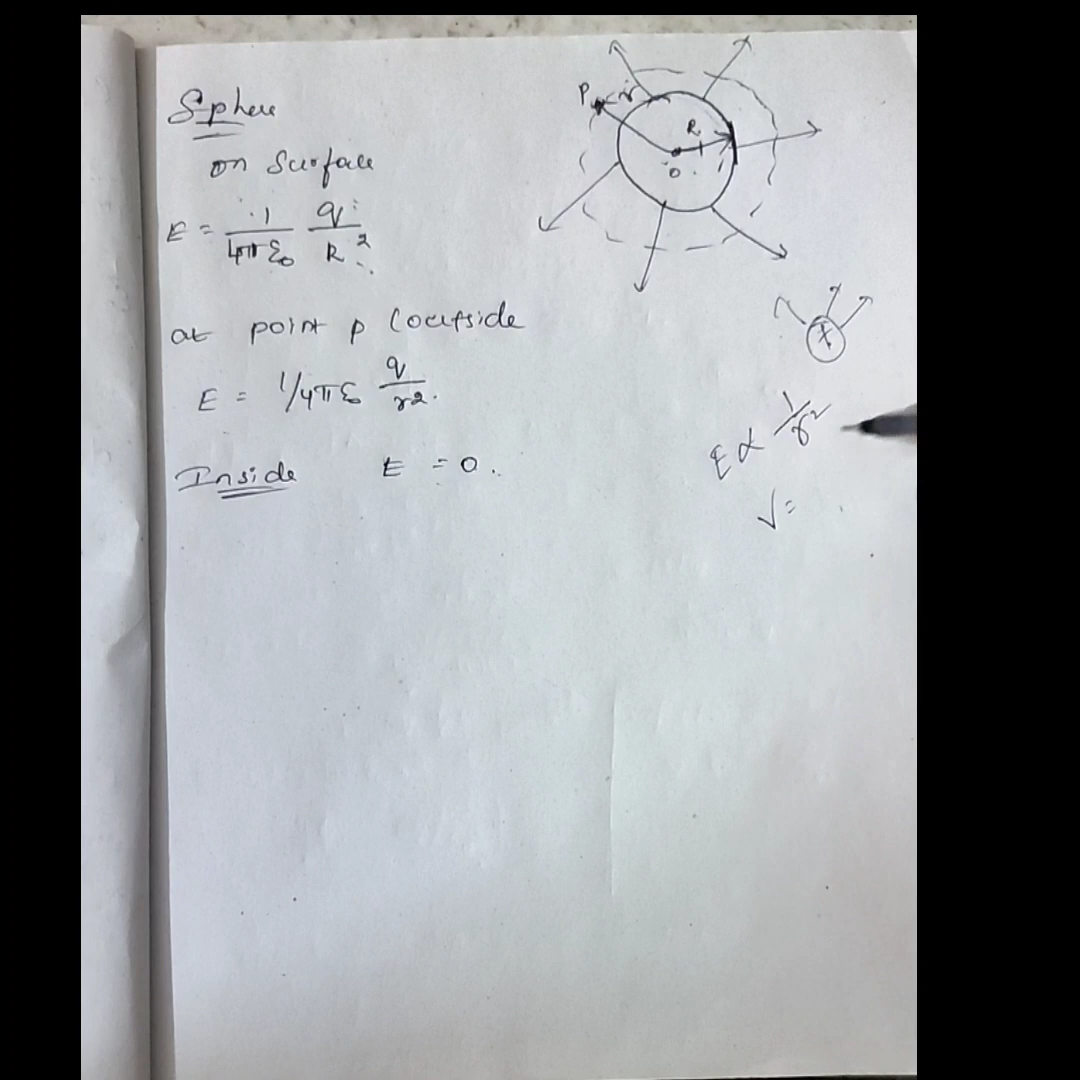 Sphere
on Surface
E = 1/4πε0 q/R²
at point p (outside
E = 1/4πε0 q/r2.
Inside E = 0.
P r
R
O
+
E ∝ 1/r²
V =